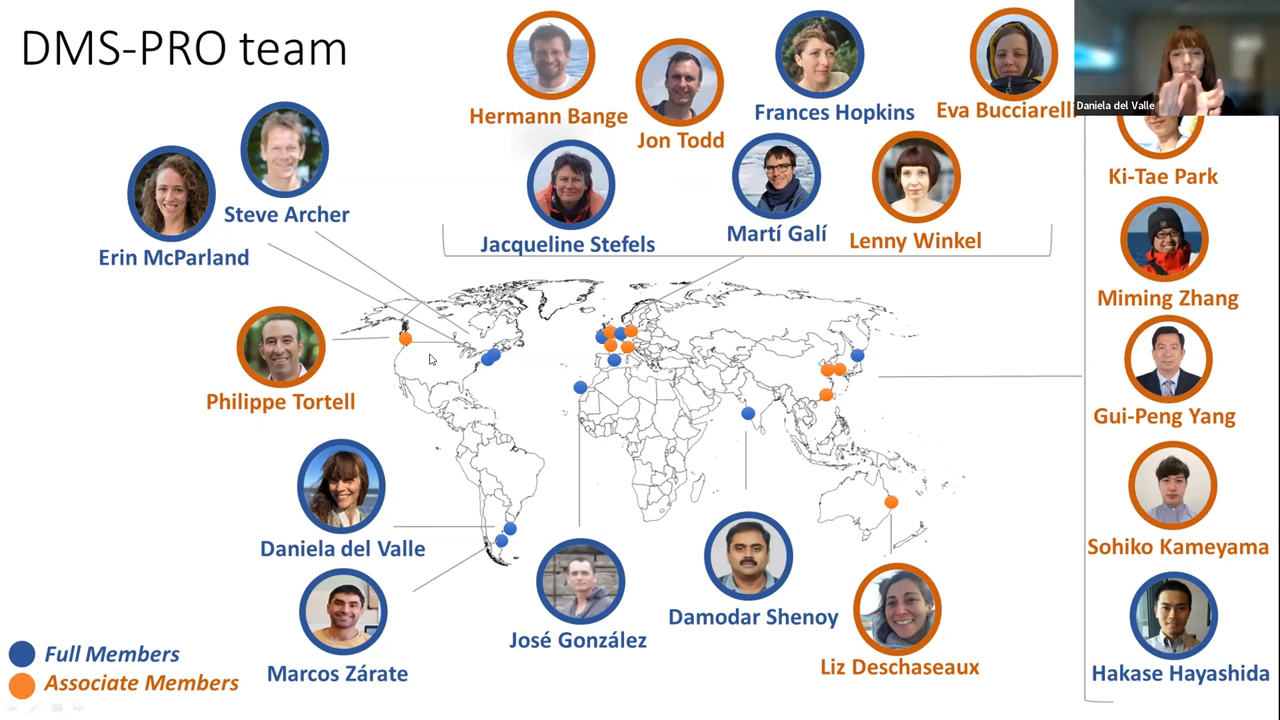 DMS-PRO team
Hermann Bange
Jon Todd
Frances Hopkins
Eva Bucciarelli
Daniela del Valle
Steve Archer
Erin McParland
Jacqueline Stefels
Martí Galí
Lenny Winkel
Ki-Tae Park
Miming Zhang
Philippe Tortell
Gui-Peng Yang
Daniela del Valle
Sohiko Kameyama
Marcos Zárate
José González
Damodar Shenoy
Liz Deschaseaux
Hakase Hayashida
Full Members
Associate Members